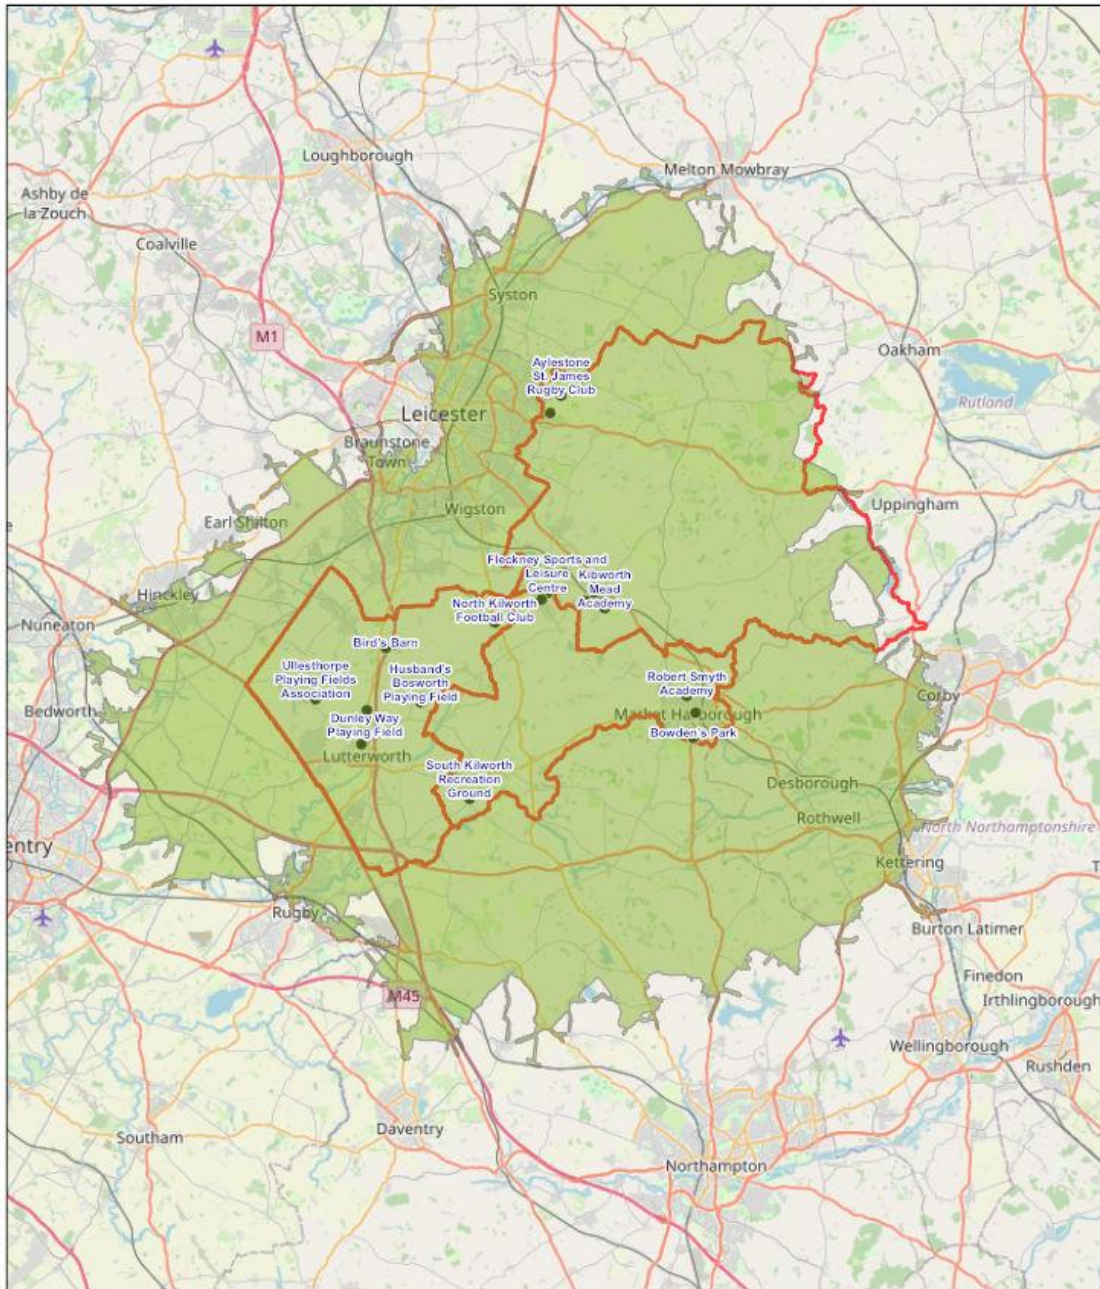 Loughborough
Melton Mowbray
Ashby de
la Zouch
Coalville
Syston
M1
Oakham
Aylestone
St. James
Rugby Club
Rutland
Leicester
Braunstone
Town
Wigston
Uppingham
Earl Shilton
Fleckney Sports and
Leisure
Centre
Kibworth
Mead
Academy
Hinckley
North Kilworth
Football Club
Nuneaton
Bird's Barn
Ullesthorpe
Playing Fields
Association
Husband's
Bosworth
Playing Field
Robert Smyth
Academy
Corby
Bedworth
Dunley Way
Playing Field
Market Harborough
Bowden's Park
Lutterworth
South Kilworth
Recreation
Ground
Desborough
Rothwell
North Northamptonshire
entry
Kettering
Rugby
Burton Latimer
Finedon
M45
Irthlingborough
Wellingborough
Rushden
Daventry
Southam
Northampton